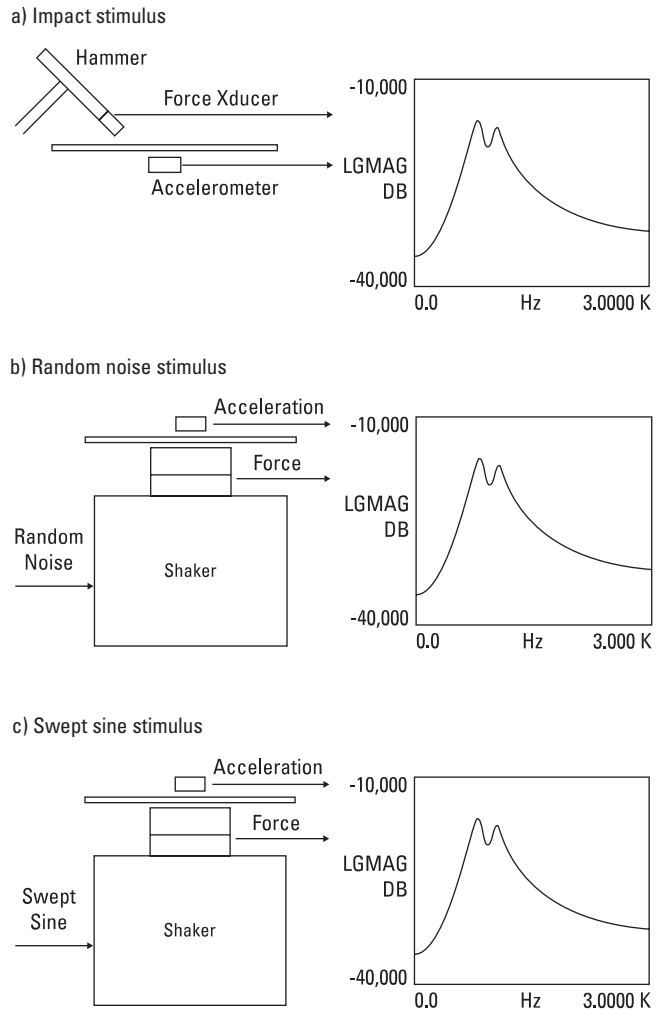 a) Impact stimulus
Hammer
Force Xducer
Accelerometer
-10,000
LGMAG
DB
-40,000
0.0 Hz 3.0000 K
b) Random noise stimulus
Acceleration
Force
Random
Noise
Shaker
-10,000
LGMAG
DB
-40,000
0.0 Hz 3.000 K
c) Swept sine stimulus
Acceleration
Force
Swept
Sine
Shaker
-10,000
LGMAG
DB
-40,000
0.0 Hz 3.0000 K